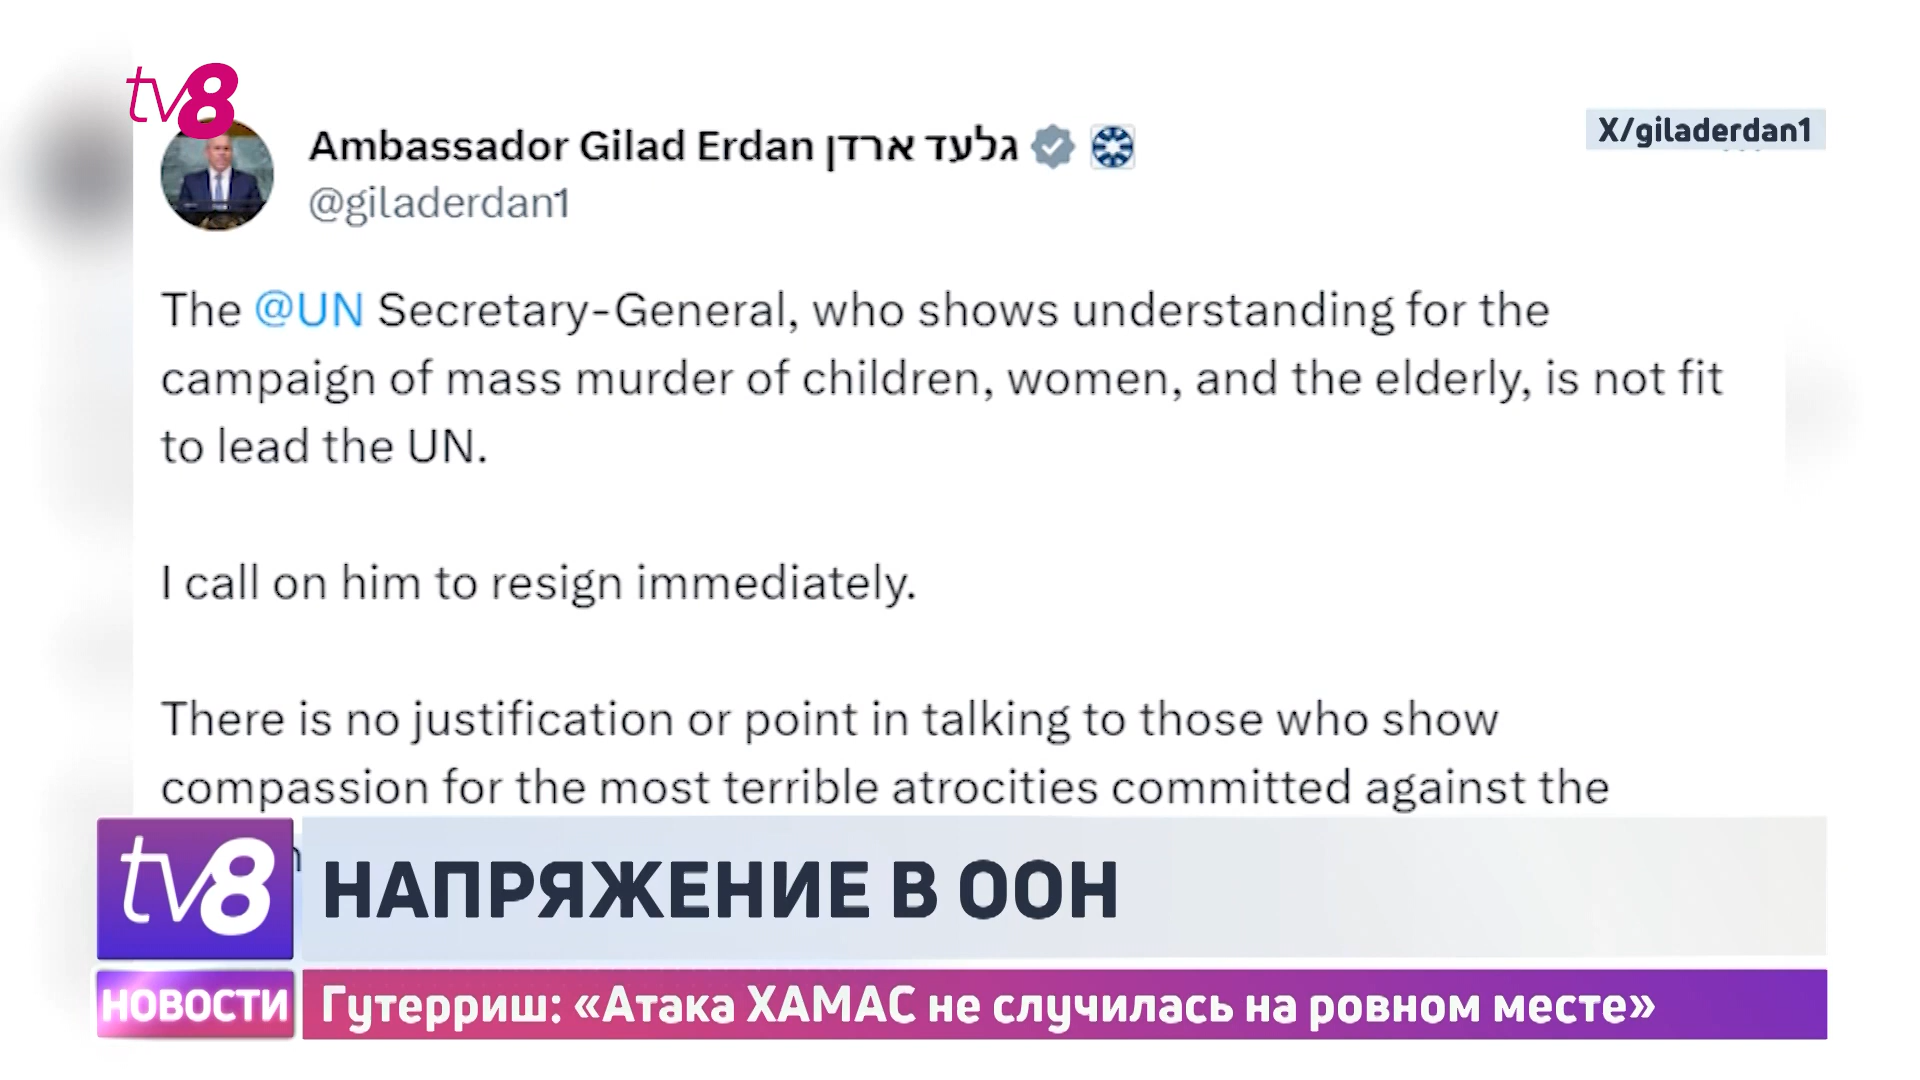 tv8
X/giladerdan1
Ambassador Gilad Erdan גלעד ארדן
@giladerdan1
The @UN Secretary-General, who shows understanding for the
campaign of mass murder of children, women, and the elderly, is not fit
to lead the UN.
I call on him to resign immediately.
There is no justification or point in talking to those who show
compassion for the most terrible atrocities committed against the
tv8
НАПРЯЖЕНИЕ В ООН
НОВОСТИ
Гутерриш: «Атака ХАМАС не случилась на ровном месте»